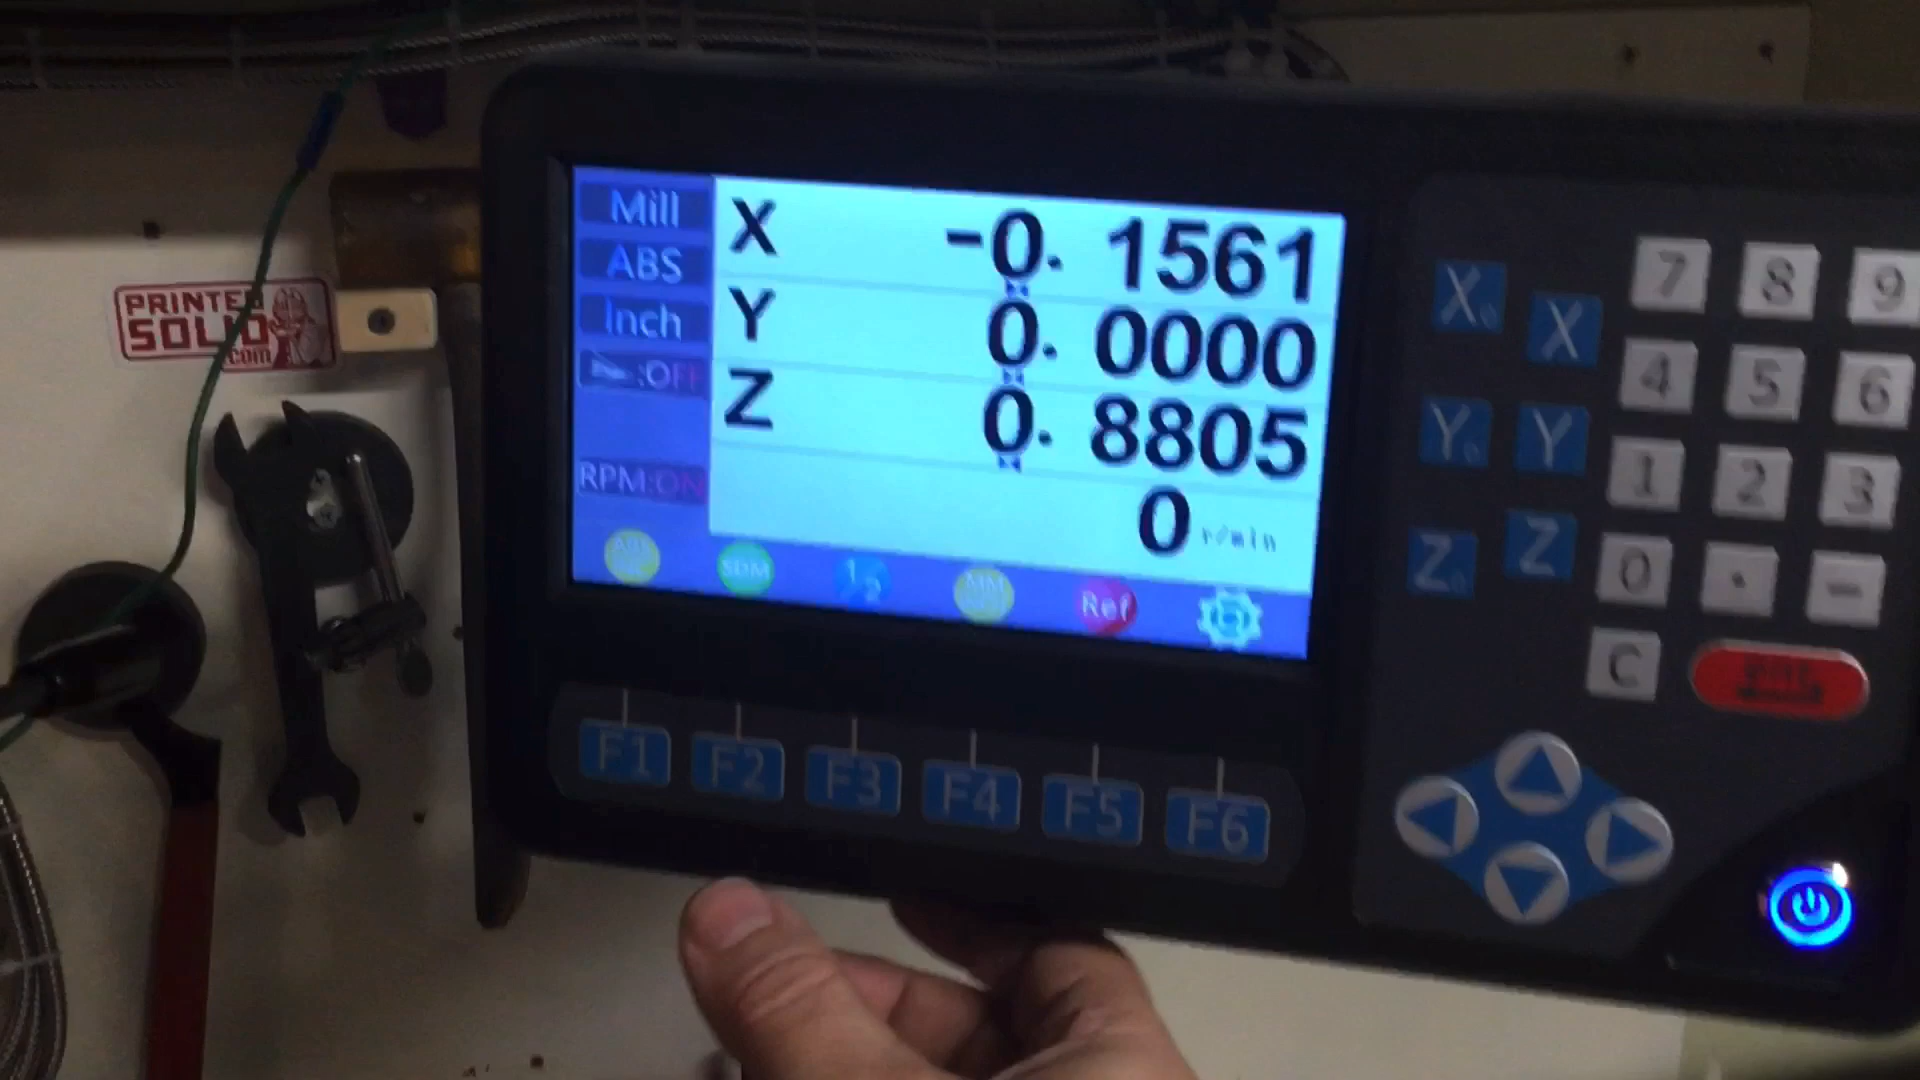 PRINTED
SOLID
.com
Mill
ABS
Inch
:OFF
RPM:ON
X -0.1561
Y 0.0000
Z 0.8805
0 r/min
SDM
1/2
Ref
F1 F2 F3 F4 F5 F6
X₀ X 7 8 9
4 5 6
Y₀ Y
1 2 3
Z₀ Z 0 . -
C